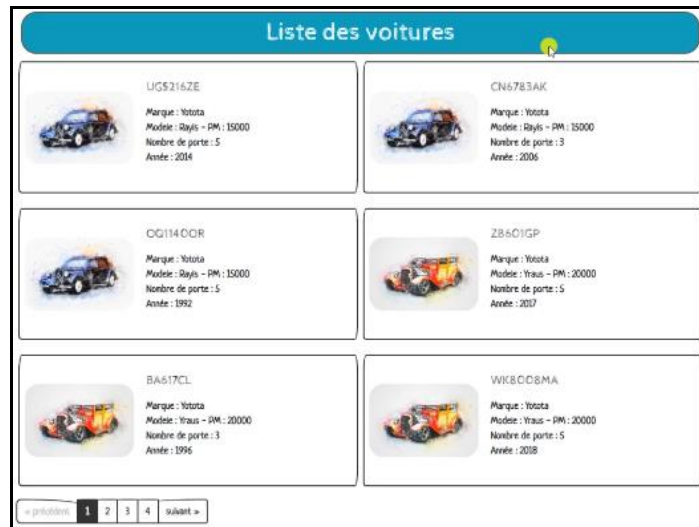 Liste des voitures
UG5216ZE
Marque : Yotota
Modele : Rayis - PM : 15000
Nombre de porte : 5
Année : 2014
CN6783AK
Marque : Yotota
Modele : Rayis - PM : 15000
Nombre de porte : 3
Année : 2006
OQ114OOR
Marque : Yotota
Modele : Rayis - PM : 15000
Nombre de porte : 5
Année : 1992
ZB601GP
Marque : Yotota
Modele : Yraus - PM : 20000
Nombre de porte : 5
Année : 2017
BA617CL
Marque : Yotota
Modele : Yraus - PM : 20000
Nombre de porte : 3
Année : 1996
WK8OO8MA
Marque : Yotota
Modele : Yraus - PM : 20000
Nombre de porte : 5
Année : 2018
« précédent 1 2 3 4 suivant »